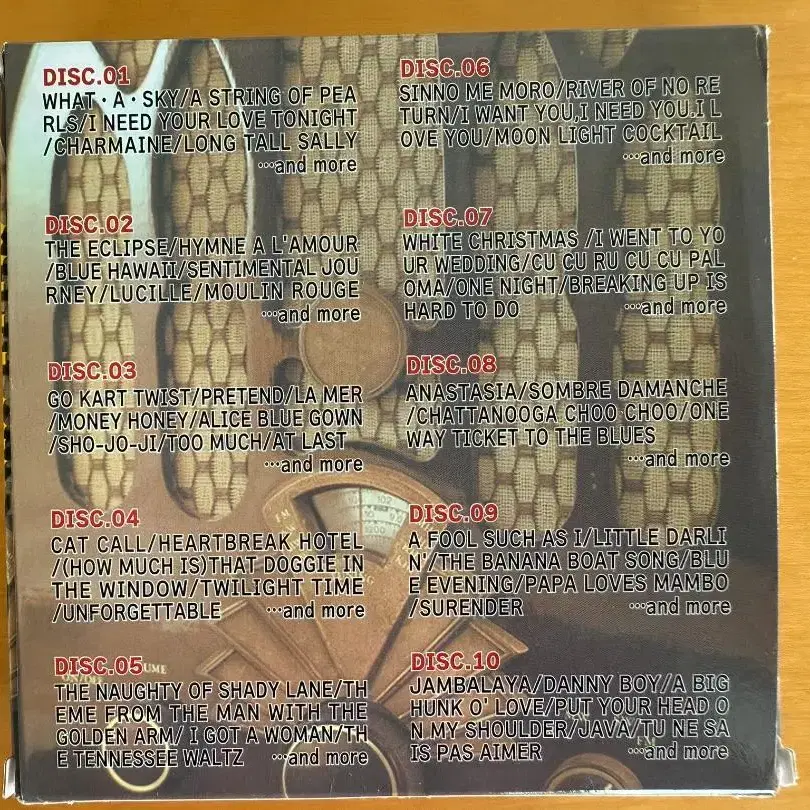 DISC.01
WHAT・A・SKY/A STRING OF PEA
RLS/I NEED YOUR LOVE TONIGHT
/CHARMAINE/LONG TALL SALLY
…and more
DISC.02
THE ECLIPSE/HYMNE A L'AMOUR
/BLUE HAWAII/SENTIMENTAL JOU
RNEY/LUCILLE/MOULIN ROUGE
…and more
DISC.03
GO KART TWIST/PRETEND/LA MER
/MONEY HONEY/ALICE BLUE GOWN
/SHO-JO-JI/TOO MUCH/AT LAST
…and more
DISC.04
CAT CALL/HEARTBREAK HOTEL
/(HOW MUCH IS)THAT DOGGIE IN
THE WINDOW/TWILIGHT TIME
/UNFORGETTABLE …and more
DISC.05
THE NAUGHTY OF SHADY LANE/TH
EME FROM THE MAN WITH THE
GOLDEN ARM/ I GOT A WOMAN/TH
E TENNESSEE WALTZ …and more
DISC.06
SINNO ME MORO/RIVER OF NO RE
TURN/I WANT YOU,I NEED YOU.I L
OVE YOU/MOON LIGHT COCKTAIL
…and more
DISC.07
WHITE CHRISTMAS /I WENT TO YO
UR WEDDING/CU CU RU CU CU PAL
OMA/ONE NIGHT/BREAKING UP IS
HARD TO DO …and more
DISC.08
ANASTASIA/SOMBRE DAMANCHE
/CHATTANOOGA CHOO CHOO/ONE
WAY TICKET TO THE BLUES
…and more
DISC.09
A FOOL SUCH AS I/LITTLE DARLI
N'/THE BANANA BOAT SONG/BLU
E EVENING/PAPA LOVES MAMBO
/SURENDER …and more
DISC.10
JAMBALAYA/DANNY BOY/A BIG
HUNK O' LOVE/PUT YOUR HEAD O
N MY SHOULDER/JAVA/TU NE SA
IS PAS AIMER …and more